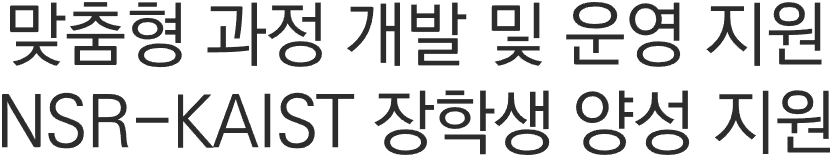 맞춤형 과정 개발 및 운영 지원
NSR-KAIST 장학생 양성 지원